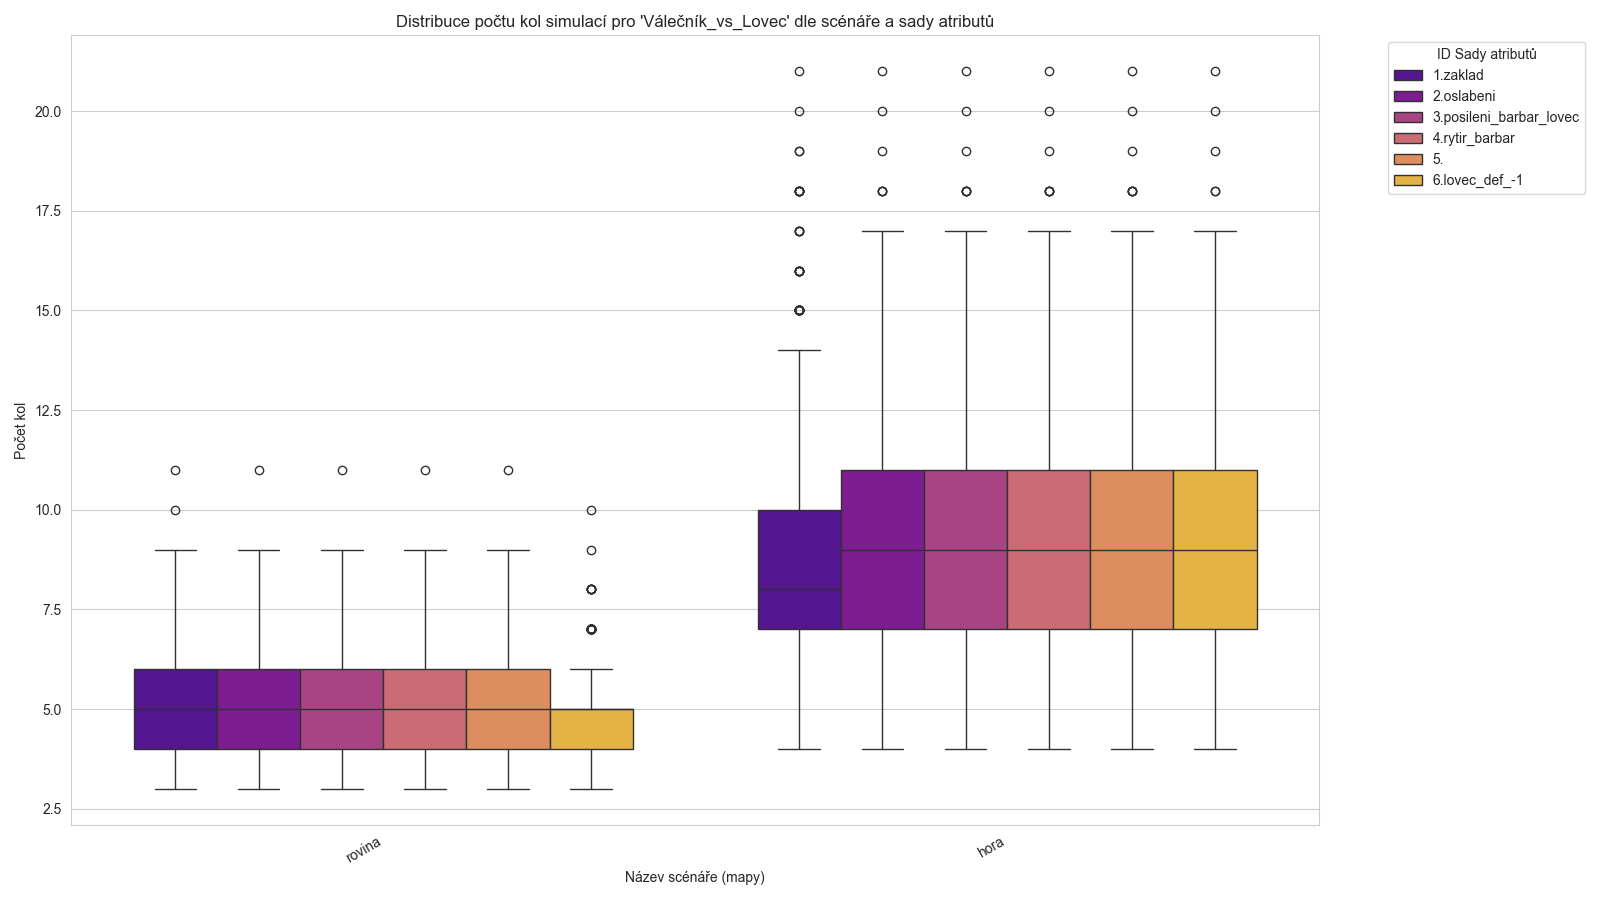 Distribuce počtu kol simulací pro 'Válečník_vs_Lovec' dle scénáře a sady atributů
ID Sady atributů
1.zaklad
2.oslabeni
3.posileni_barbar_lovec
4.rytir_barbar
5.
6.lovec_def_-1
Počet kol
20.0
17.5
15.0
12.5
10.0
7.5
5.0
2.5
rovina
hora
Název scénáře (mapy)